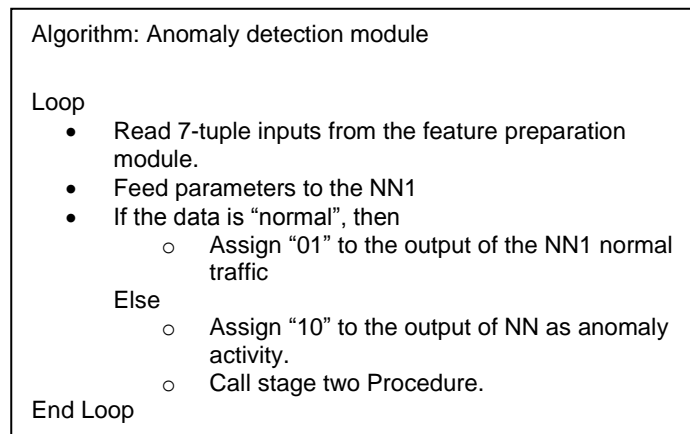 Algorithm: Anomaly detection module
Loop
• Read 7-tuple inputs from the feature preparation
module.
• Feed parameters to the NN1
• If the data is “normal”, then
o Assign “01” to the output of the NN1 normal
traffic
Else
o Assign “10” to the output of NN as anomaly
activity.
o Call stage two Procedure.
End Loop